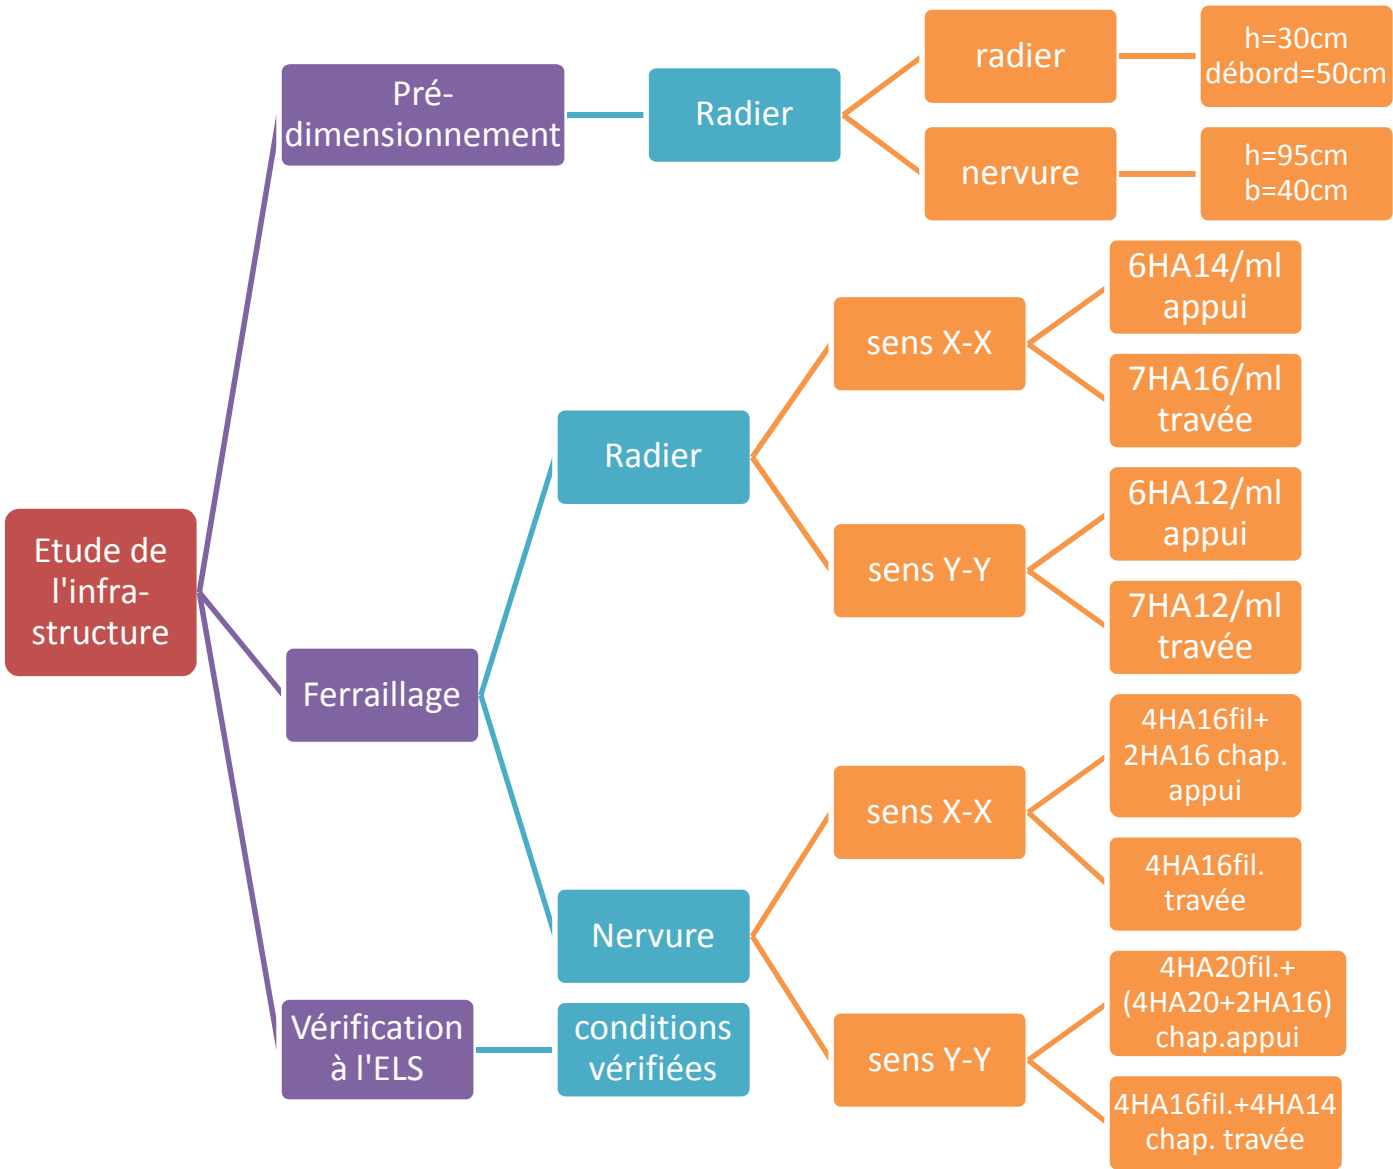 Etude de
l'infra-
structure
Pré-
dimensionnement
Radier
radier
h=30cm
débord=50cm
nervure
h=95cm
b=40cm
Ferraillage
Radier
sens X-X
6HA14/ml
appui
7HA16/ml
travée
sens Y-Y
6HA12/ml
appui
7HA12/ml
travée
Nervure
sens X-X
4HA16fil+
2HA16 chap.
appui
4HA16fil.
travée
sens Y-Y
4HA20fil.+
(4HA20+2HA16)
chap.appui
4HA16fil.+4HA14
chap. travée
Vérification
à l'ELS
conditions
vérifiées